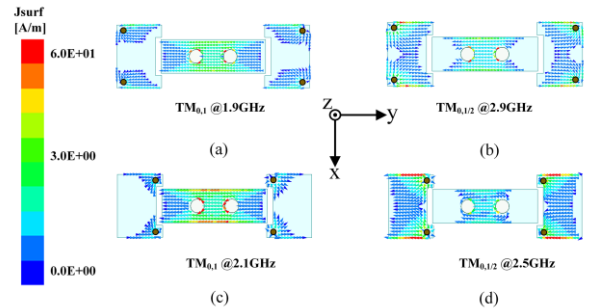 Jsurf
[A/m]
6.0E+01
3.0E+00
0.0E+00
TM0,1 @1.9GHz
TM0,1/2 @2.9GHz
(a)
(b)
z
y
x
TM0,1 @2.1GHz
TM0,1/2 @2.5GHz
(c)
(d)